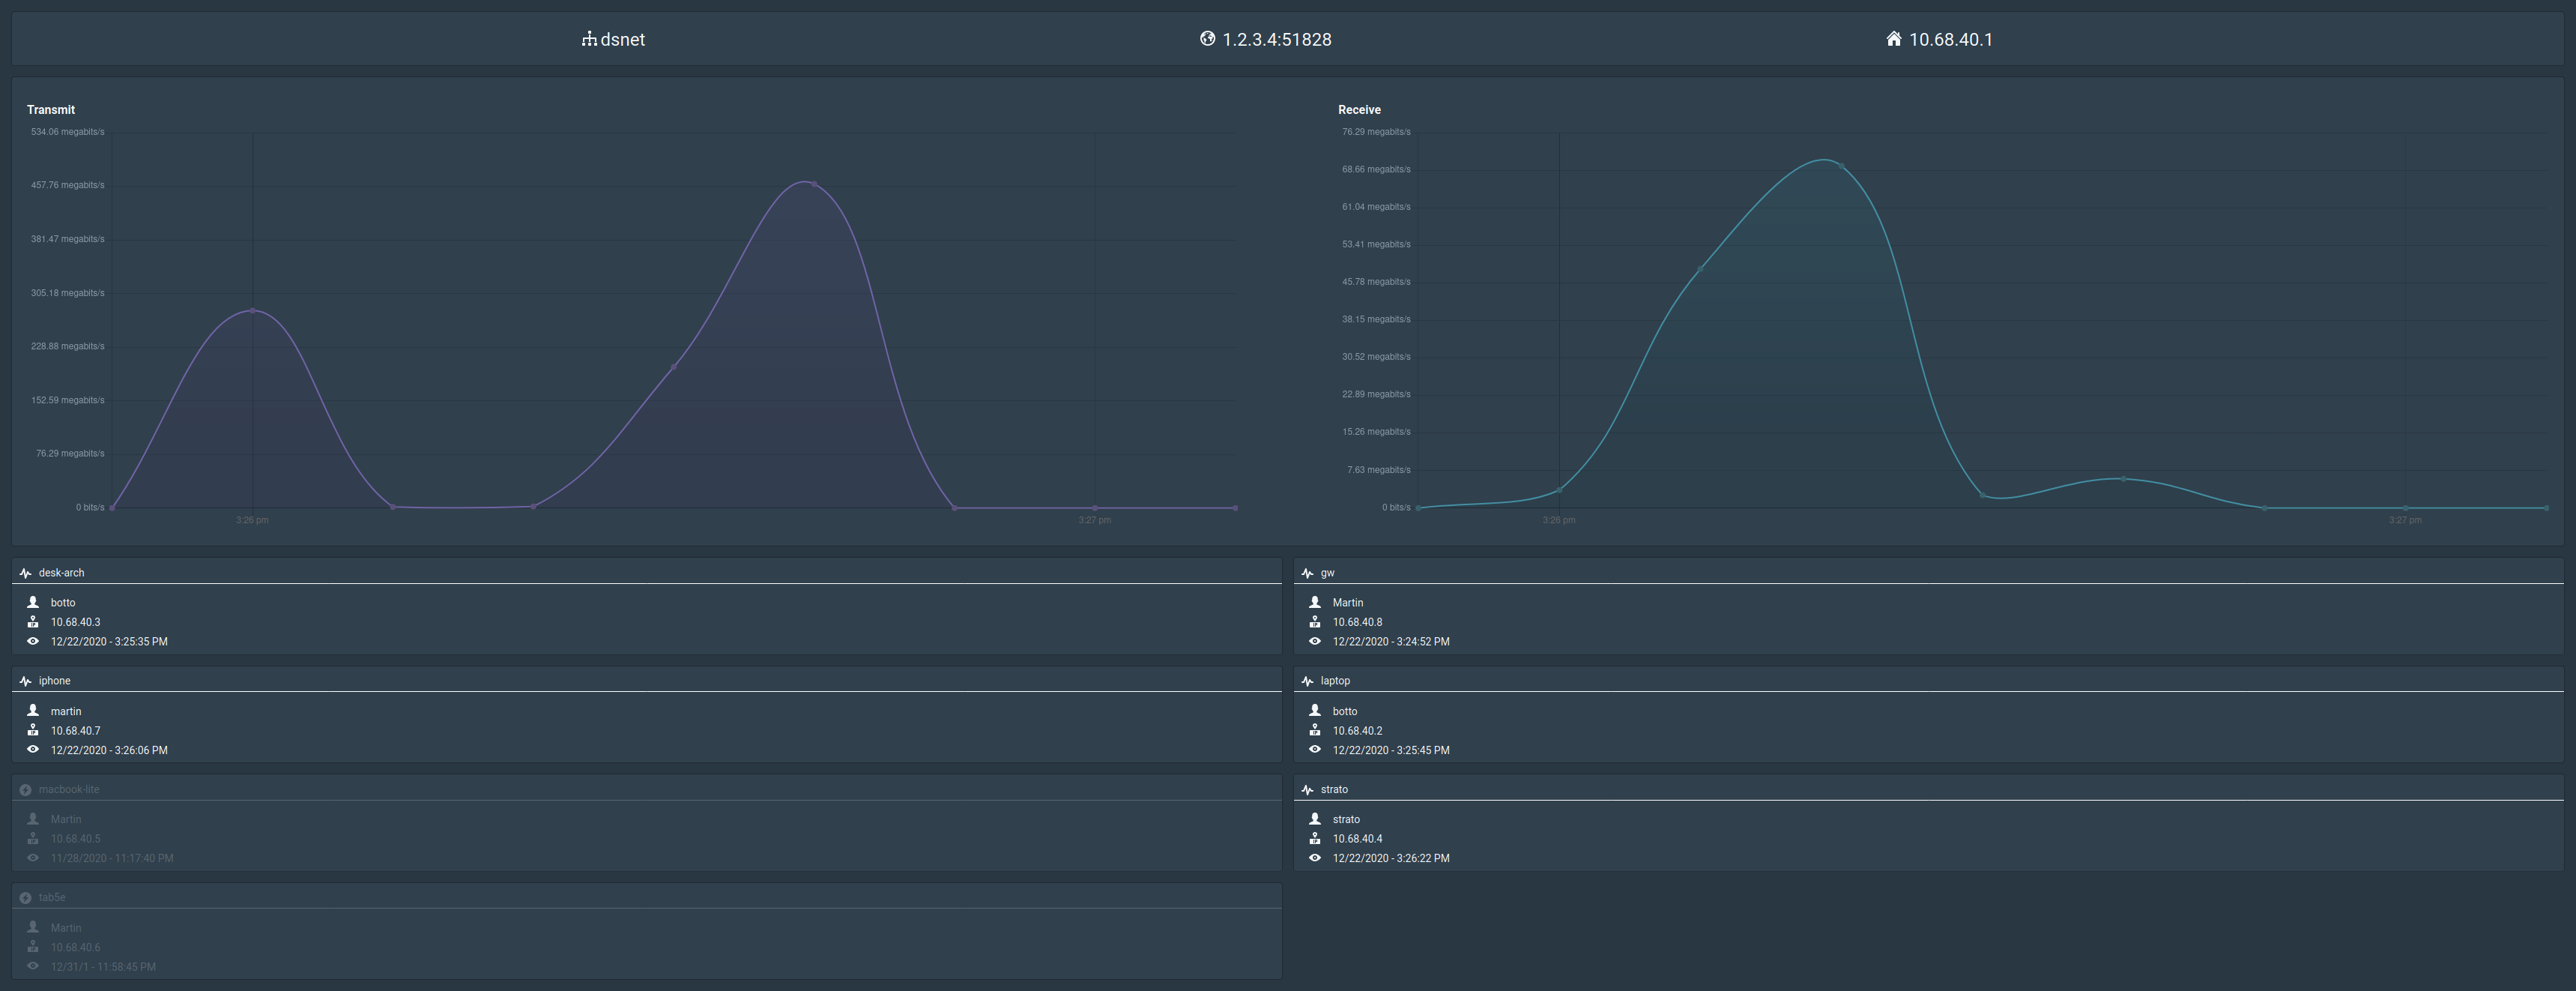 dsnet
1.2.3.4:51828
10.68.40.1
Transmit
534.06 megabits/s
457.76 megabits/s
381.47 megabits/s
305.18 megabits/s
228.88 megabits/s
152.59 megabits/s
76.29 megabits/s
0 bits/s
3:26 pm
3:27 pm
Receive
76.29 megabits/s
68.66 megabits/s
61.04 megabits/s
53.41 megabits/s
45.78 megabits/s
38.15 megabits/s
30.52 megabits/s
22.89 megabits/s
15.26 megabits/s
7.63 megabits/s
0 bits/s
3:26 pm
3:27 pm
desk-arch
botto
10.68.40.3
12/22/2020 - 3:25:35 PM
gw
Martin
10.68.40.8
12/22/2020 - 3:24:52 PM
iphone
martin
10.68.40.7
12/22/2020 - 3:26:06 PM
laptop
botto
10.68.40.2
12/22/2020 - 3:25:45 PM
macbook-lite
Martin
10.68.40.5
11/28/2020 - 11:17:40 PM
strato
strato
10.68.40.4
12/22/2020 - 3:26:22 PM
tab5e
Martin
10.68.40.6
12/31/1 - 11:58:45 PM